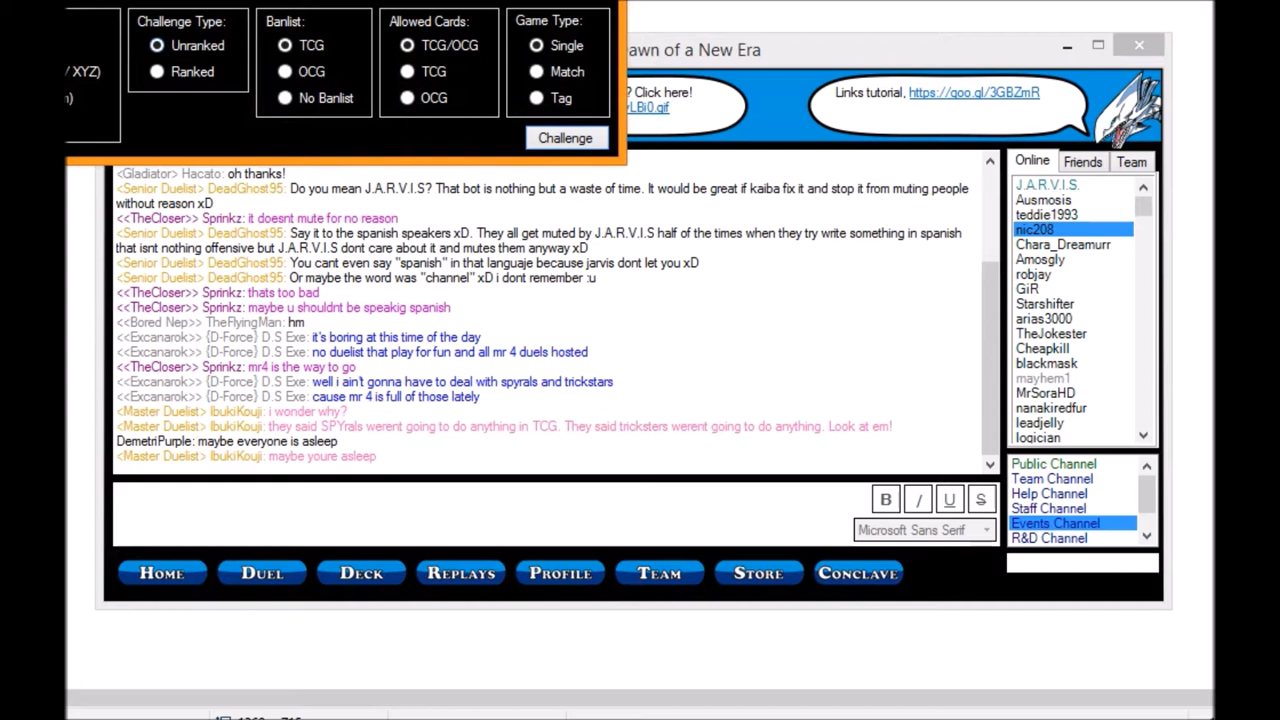 Challenge Type:
Unranked
Ranked
Banlist:
TCG
OCG
No Banlist
Allowed Cards:
TCG/OCG
TCG
OCG
Game Type:
Single
Match
Tag
/ XYZ)
Challenge
Dawn of a New Era
? Click here!
yLBi0.gif
Links tutorial, https://goo.gl/3GBZmR
<Gladiator> Hacato: oh thanks!
<Senior Duelist> DeadGhost95: Do you mean J.A.R.V.I.S? That bot is nothing but a waste of time. It would be great if kaiba fix it and stop it from muting people
without reason xD
<<TheCloser>> Sprinkz: it doesnt mute for no reason
<Senior Duelist> DeadGhost95: Say it to the spanish speakers xD. They all get muted by J.A.R.V.I.S half of the times when they try write something in spanish
that isnt nothing offensive but J.A.R.V.I.S dont care about it and mutes them anyway xD
<Senior Duelist> DeadGhost95: You cant even say "spanish" in that languaje because jarvis dont let you xD
<Senior Duelist> DeadGhost95: Or maybe the word was "channel" xD i dont remember :u
<<TheCloser>> Sprinkz: thats too bad
<<TheCloser>> Sprinkz: maybe u shouldnt be speakig spanish
<<Bored Nep>> TheFlyingMan: hm
<<Excanarok>> {D-Force} D.S Exe: it's boring at this time of the day
<<Excanarok>> {D-Force} D.S Exe: no duelist that play for fun and all mr 4 duels hosted
<<TheCloser>> Sprinkz: mr4 is the way to go
<<Excanarok>> {D-Force} D.S Exe: well i ain't gonna have to deal with spyrals and trickstars
<<Excanarok>> {D-Force} D.S Exe: cause mr 4 is full of those lately
<Master Duelist> IbukiKouji: i wonder why?
<Master Duelist> IbukiKouji: they said SPYrals werent going to do anything in TCG. They said tricksters werent going to do anything. Look at em!
DemetriPurple: maybe everyone is asleep
<Master Duelist> IbukiKouji: maybe youre asleep
B / U S
Microsoft Sans Serif
Online Friends Team
J.A.R.V.I.S.
Ausmosis
teddie1993
nic208
Chara_Dreamurr
Amosgly
robjay
GiR
Starshifter
arias3000
TheJokester
Cheapkill
blackmask
mayhem1
MrSoraHD
nanakiredfur
leadjelly
logician
Public Channel
Team Channel
Help Channel
Staff Channel
Events Channel
R&D Channel
HOME DUEL DECK REPLAYS PROFILE TEAM STORE CONCLAVE